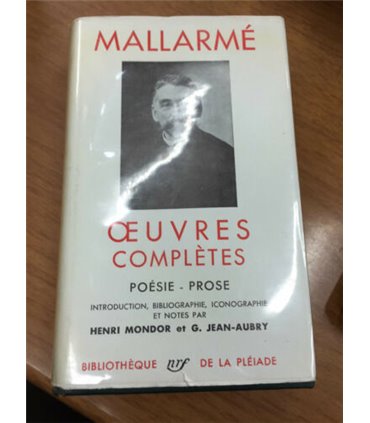 MALLARMÉ
ŒUVRES
COMPLÈTES
POÉSIE - PROSE
INTRODUCTION, BIBLIOGRAPHIE, ICONOGRAPHIE
ET NOTES PAR
HENRI MONDOR et G. JEAN-AUBRY
BIBLIOTHÈQUE nrf DE LA PLÉIADE